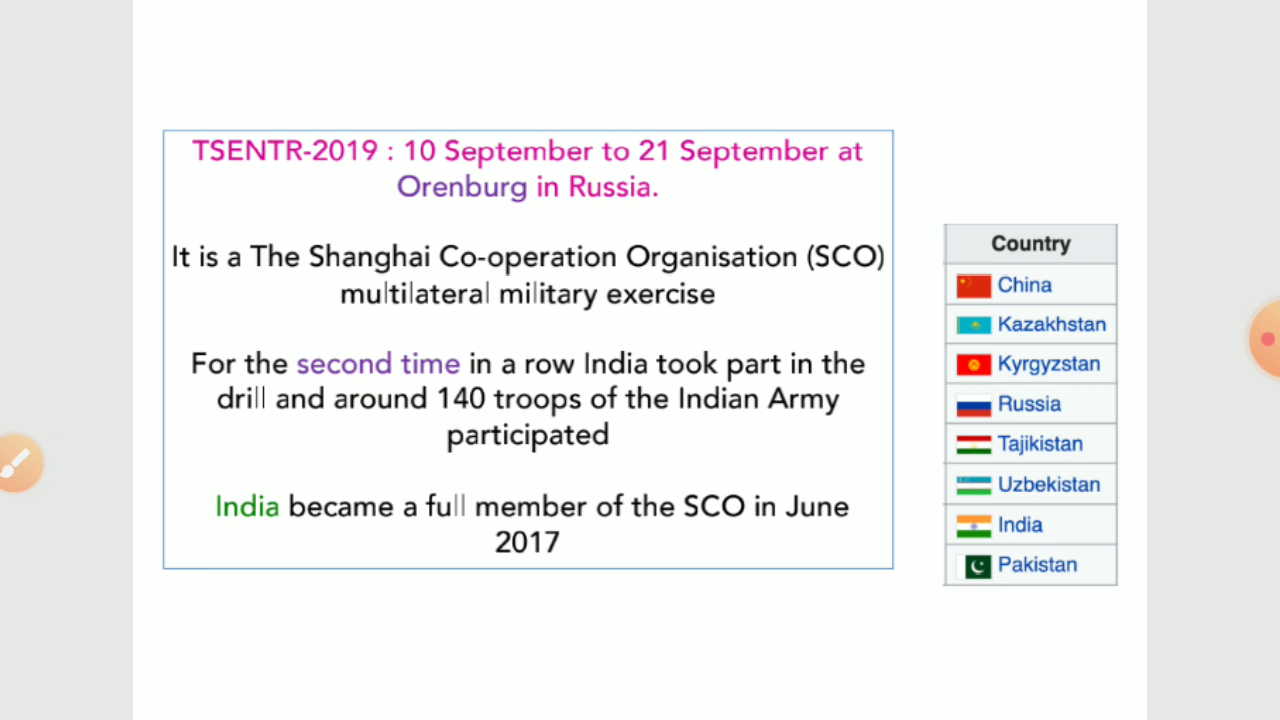 TSENTR-2019 : 10 September to 21 September at
Orenburg in Russia.
It is a The Shanghai Co-operation Organisation (SCO)
multilateral military exercise
For the second time in a row India took part in the
drill and around 140 troops of the Indian Army
participated
India became a full member of the SCO in June
2017
Country
China
Kazakhstan
Kyrgyzstan
Russia
Tajikistan
Uzbekistan
India
Pakistan